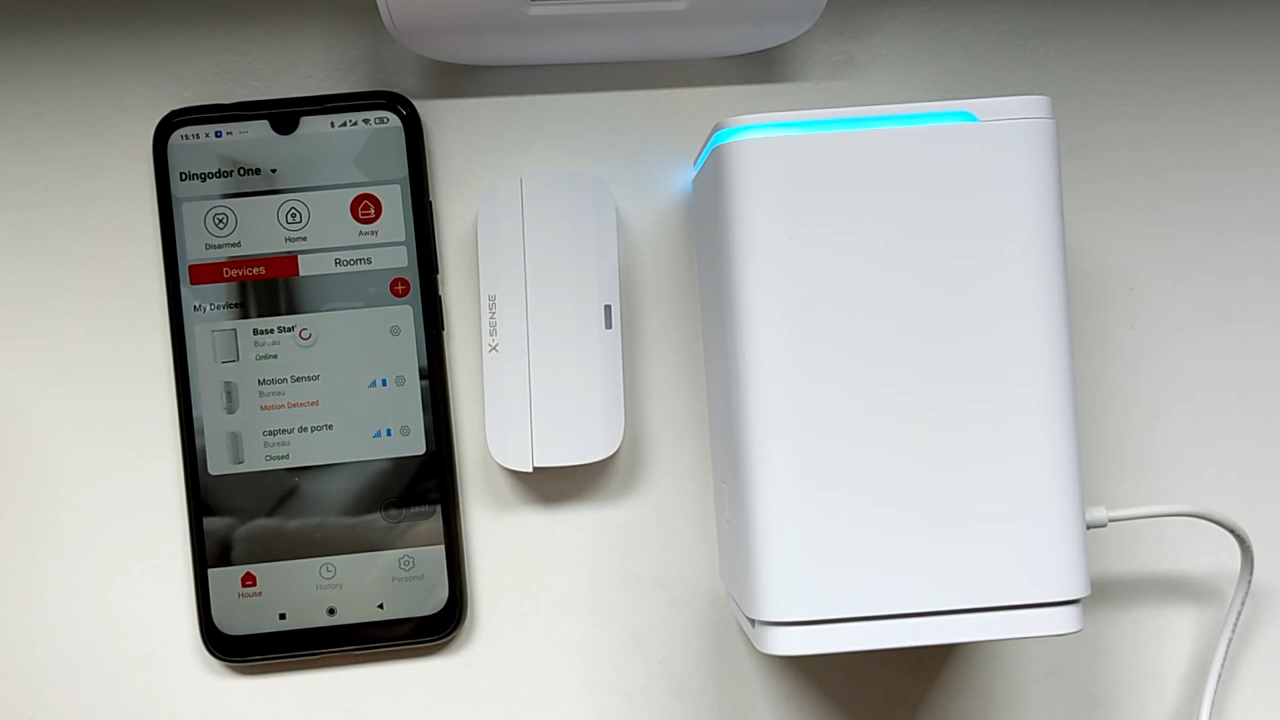 15:15
Dingodor One
Disarmed
Home
Away
Devices
Rooms
My Devices
Base Stat
Bureau
Online
Motion Sensor
Bureau
Motion Detected
capteur de porte
Bureau
Closed
House
History
Personal
X-SENSE